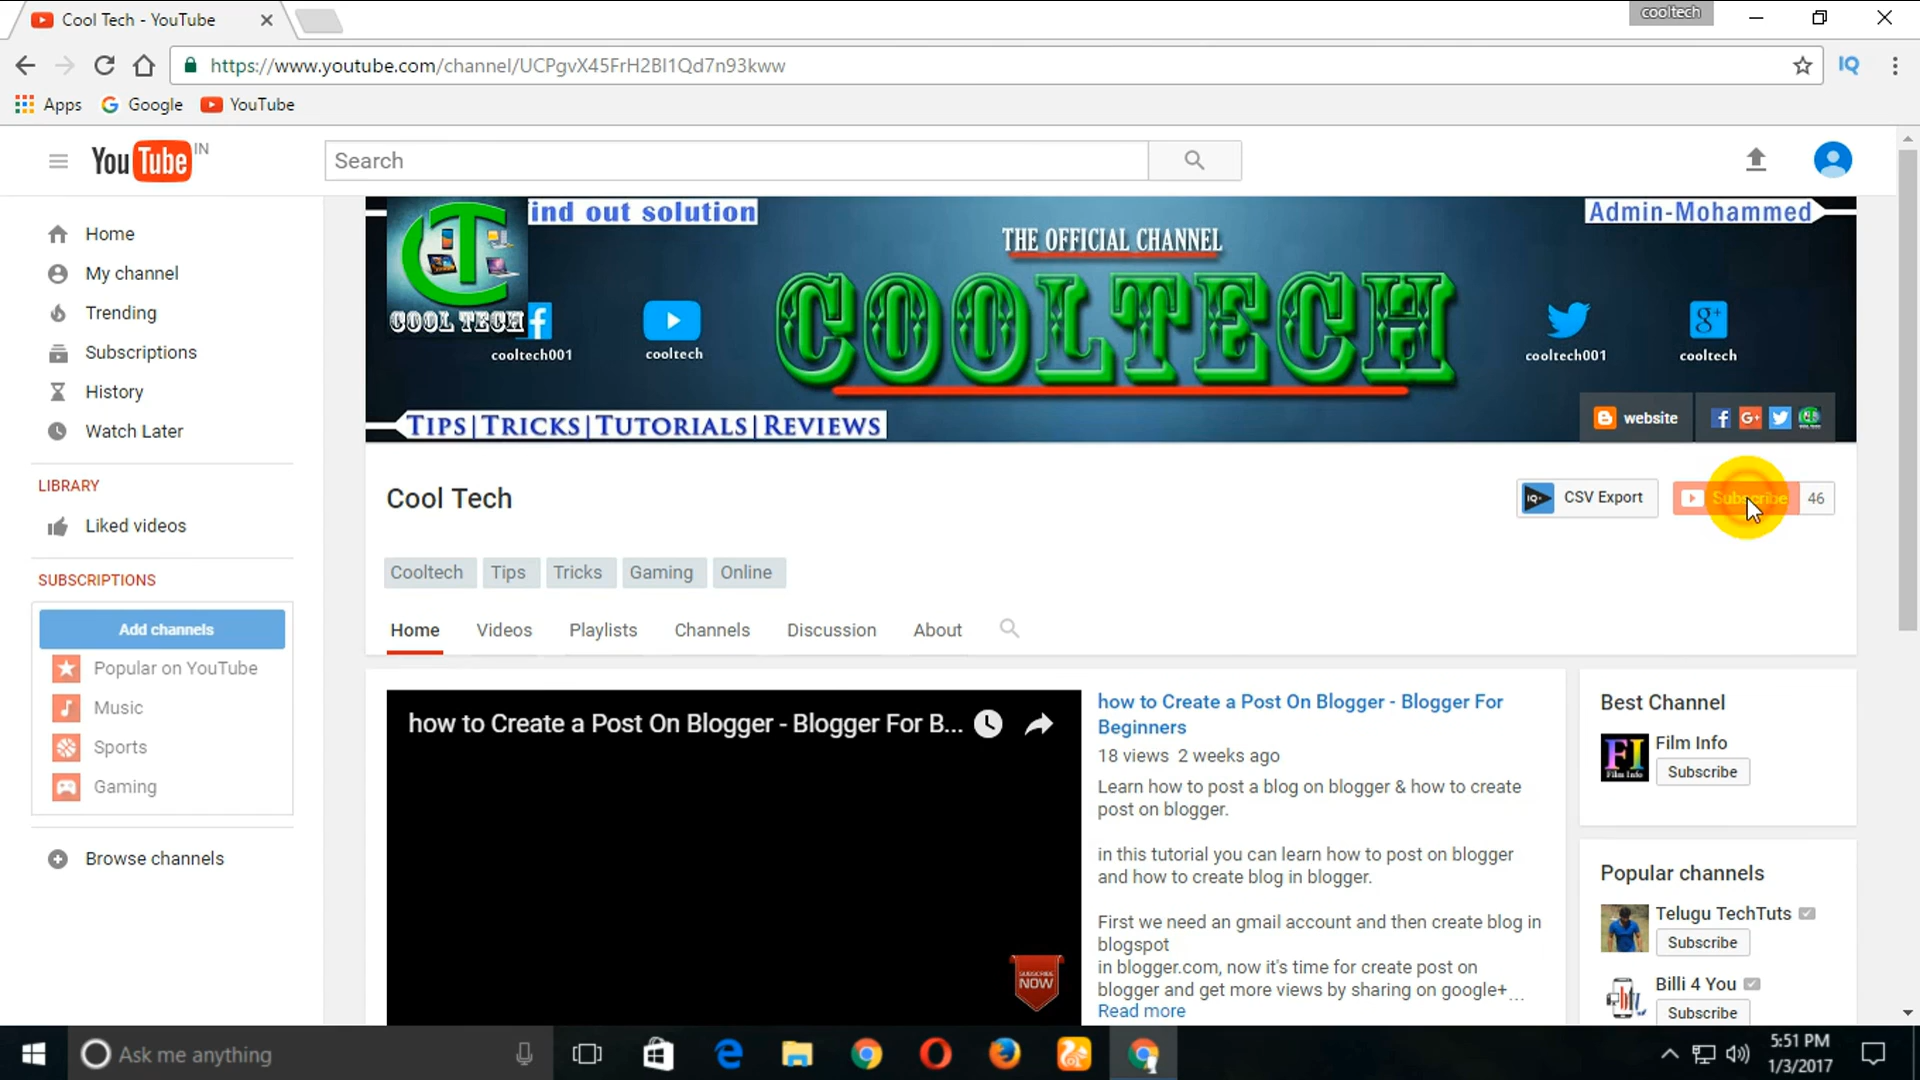 Cool Tech - YouTube
cooltech
https://www.youtube.com/channel/UCPgvX45FrH2BI1Qd7n93kww
IQ
Apps
Google
YouTube
YouTube IN
Search
Home
My channel
Trending
Subscriptions
History
Watch Later
LIBRARY
Liked videos
SUBSCRIPTIONS
Add channels
Popular on YouTube
Music
Sports
Gaming
Browse channels
ind out solution
Admin-Mohammed
THE OFFICIAL CHANNEL
COOLTECH
COOL TECH
cooltech001
cooltech
cooltech001
cooltech
TIPS|TRICKS|TUTORIALS|REVIEWS
website
Cool Tech
CSV Export
Subscribe
46
Cooltech
Tips
Tricks
Gaming
Online
Home
Videos
Playlists
Channels
Discussion
About
how to Create a Post On Blogger - Blogger For B...
SUBSCRIBE
NOW
how to Create a Post On Blogger - Blogger For
Beginners
18 views 2 weeks ago
Learn how to post a blog on blogger & how to create
post on blogger.
in this tutorial you can learn how to post on blogger
and how to create blog in blogger.
First we need an gmail account and then create blog in
blogspot
in blogger.com, now it's time for create post on
blogger and get more views by sharing on google+...
Read more
Best Channel
FI
Film Info
Film Info
Subscribe
Popular channels
Telugu TechTuts
Subscribe
Billi 4 You
Subscribe
Ask me anything
5:51 PM
1/3/2017